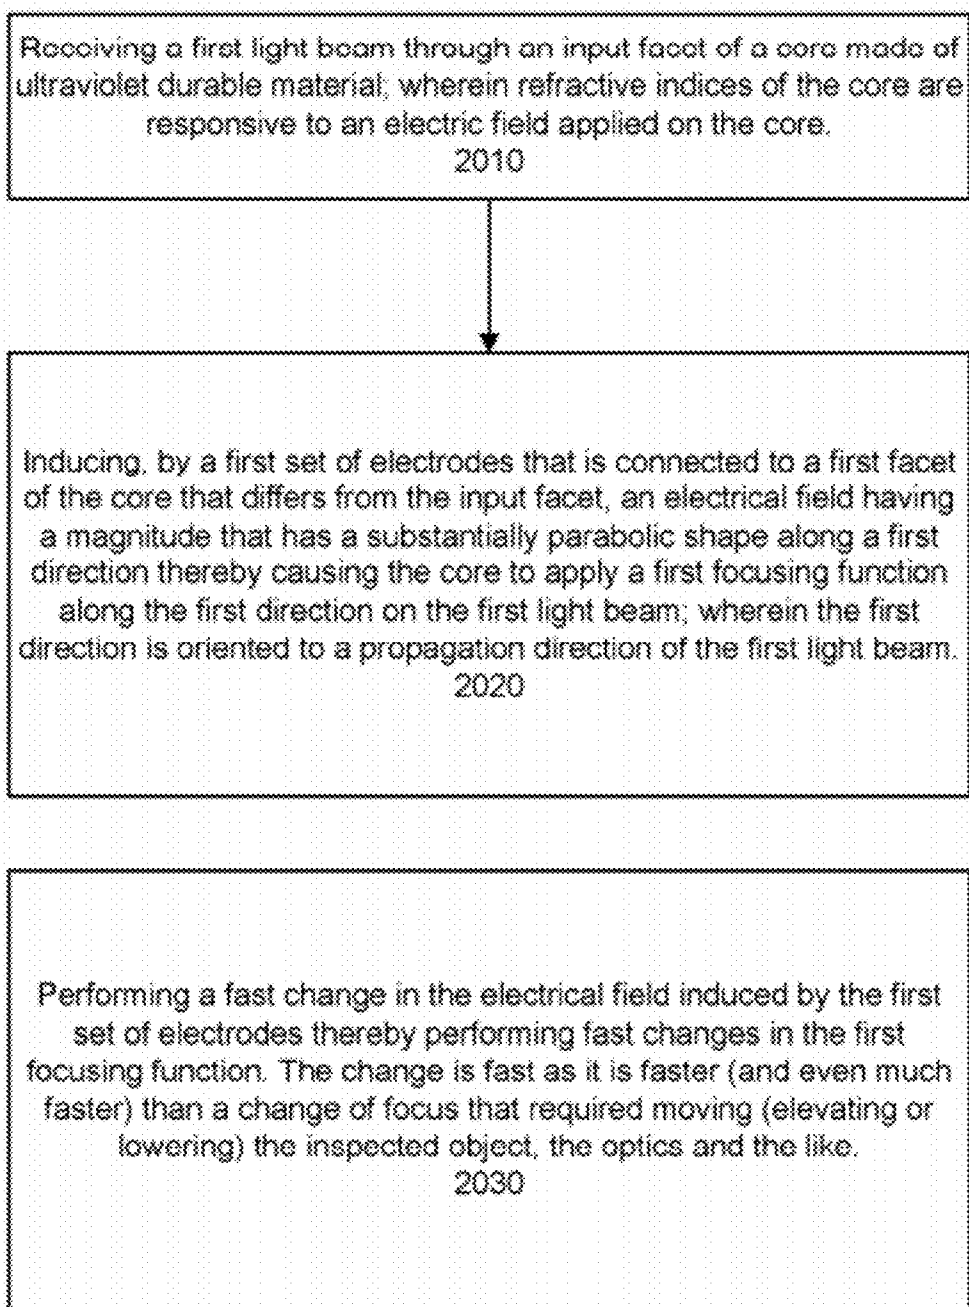 Receiving a first light beam through an input facet of a core made of
ultraviolet durable material; wherein refractive indices of the core are
responsive to an electric field applied on the core.
2010
Inducing, by a first set of electrodes that is connected to a first facet
of the core that differs from the input facet, an electrical field having
a magnitude that has a substantially parabolic shape along a first
direction thereby causing the core to apply a first focusing function
along the first direction on the first light beam; wherein the first
direction is oriented to a propagation direction of the first light beam.
2020
Performing a fast change in the electrical field induced by the first
set of electrodes thereby performing fast changes in the first
focusing function. The change is fast as it is faster (and even much
faster) than a change of focus that required moving (elevating or
lowering) the inspected object, the optics and the like.
2030